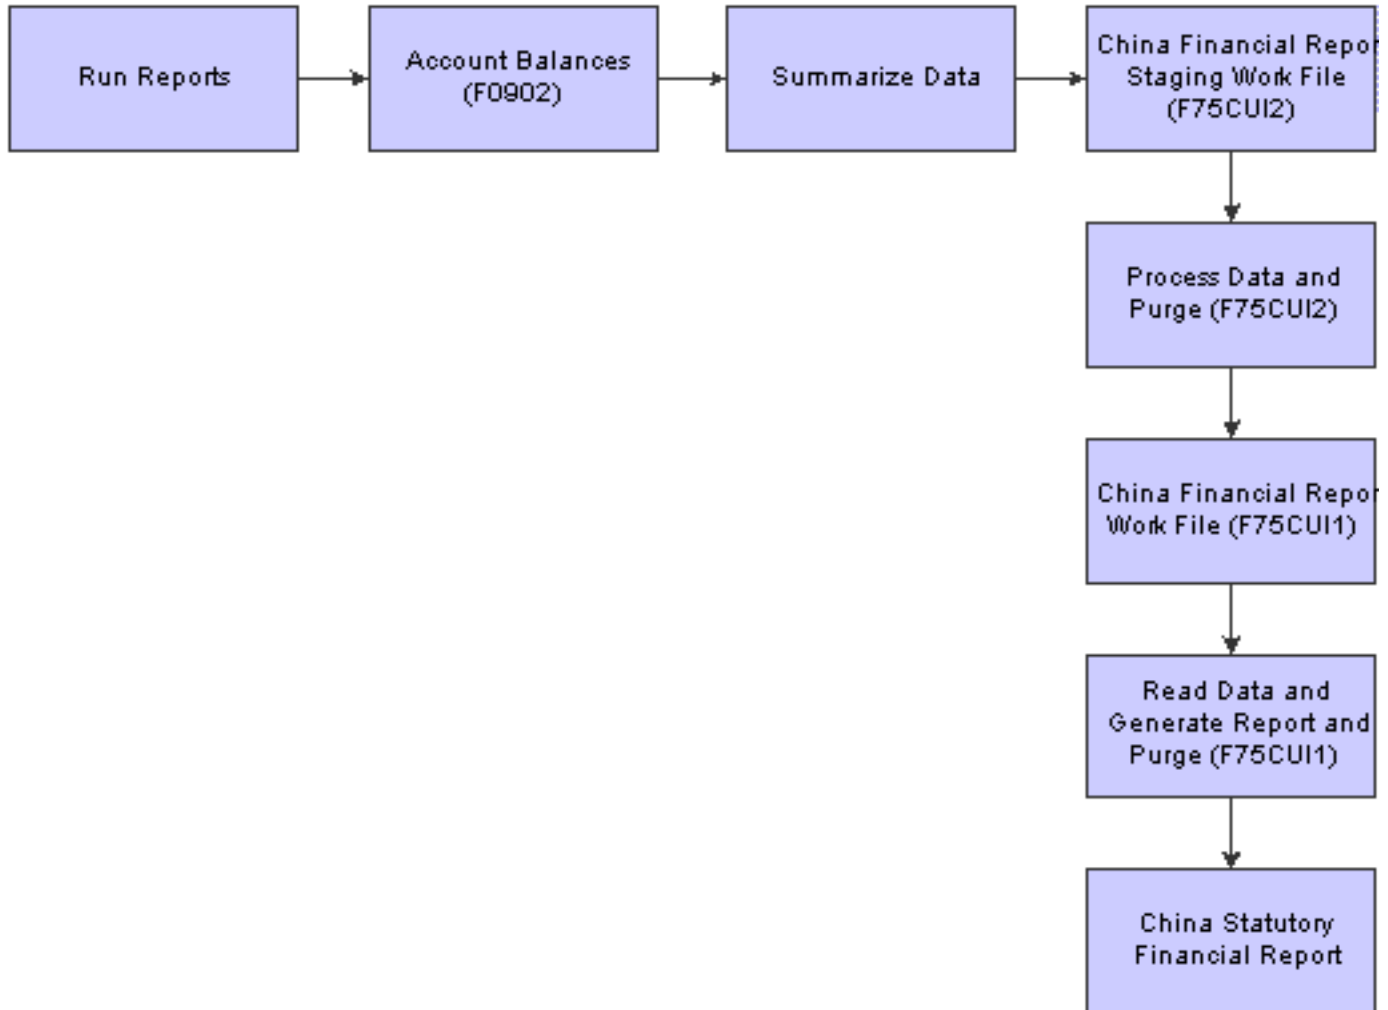 Run Reports
Account Balances
(F0902)
Summarize Data
China Financial Repor
Staging Work File
(F75CUI2)
Process Data and
Purge (F75CUI2)
China Financial Repor
Work File (F75CUI1)
Read Data and
Generate Report and
Purge (F75CUI1)
China Statutory
Financial Report